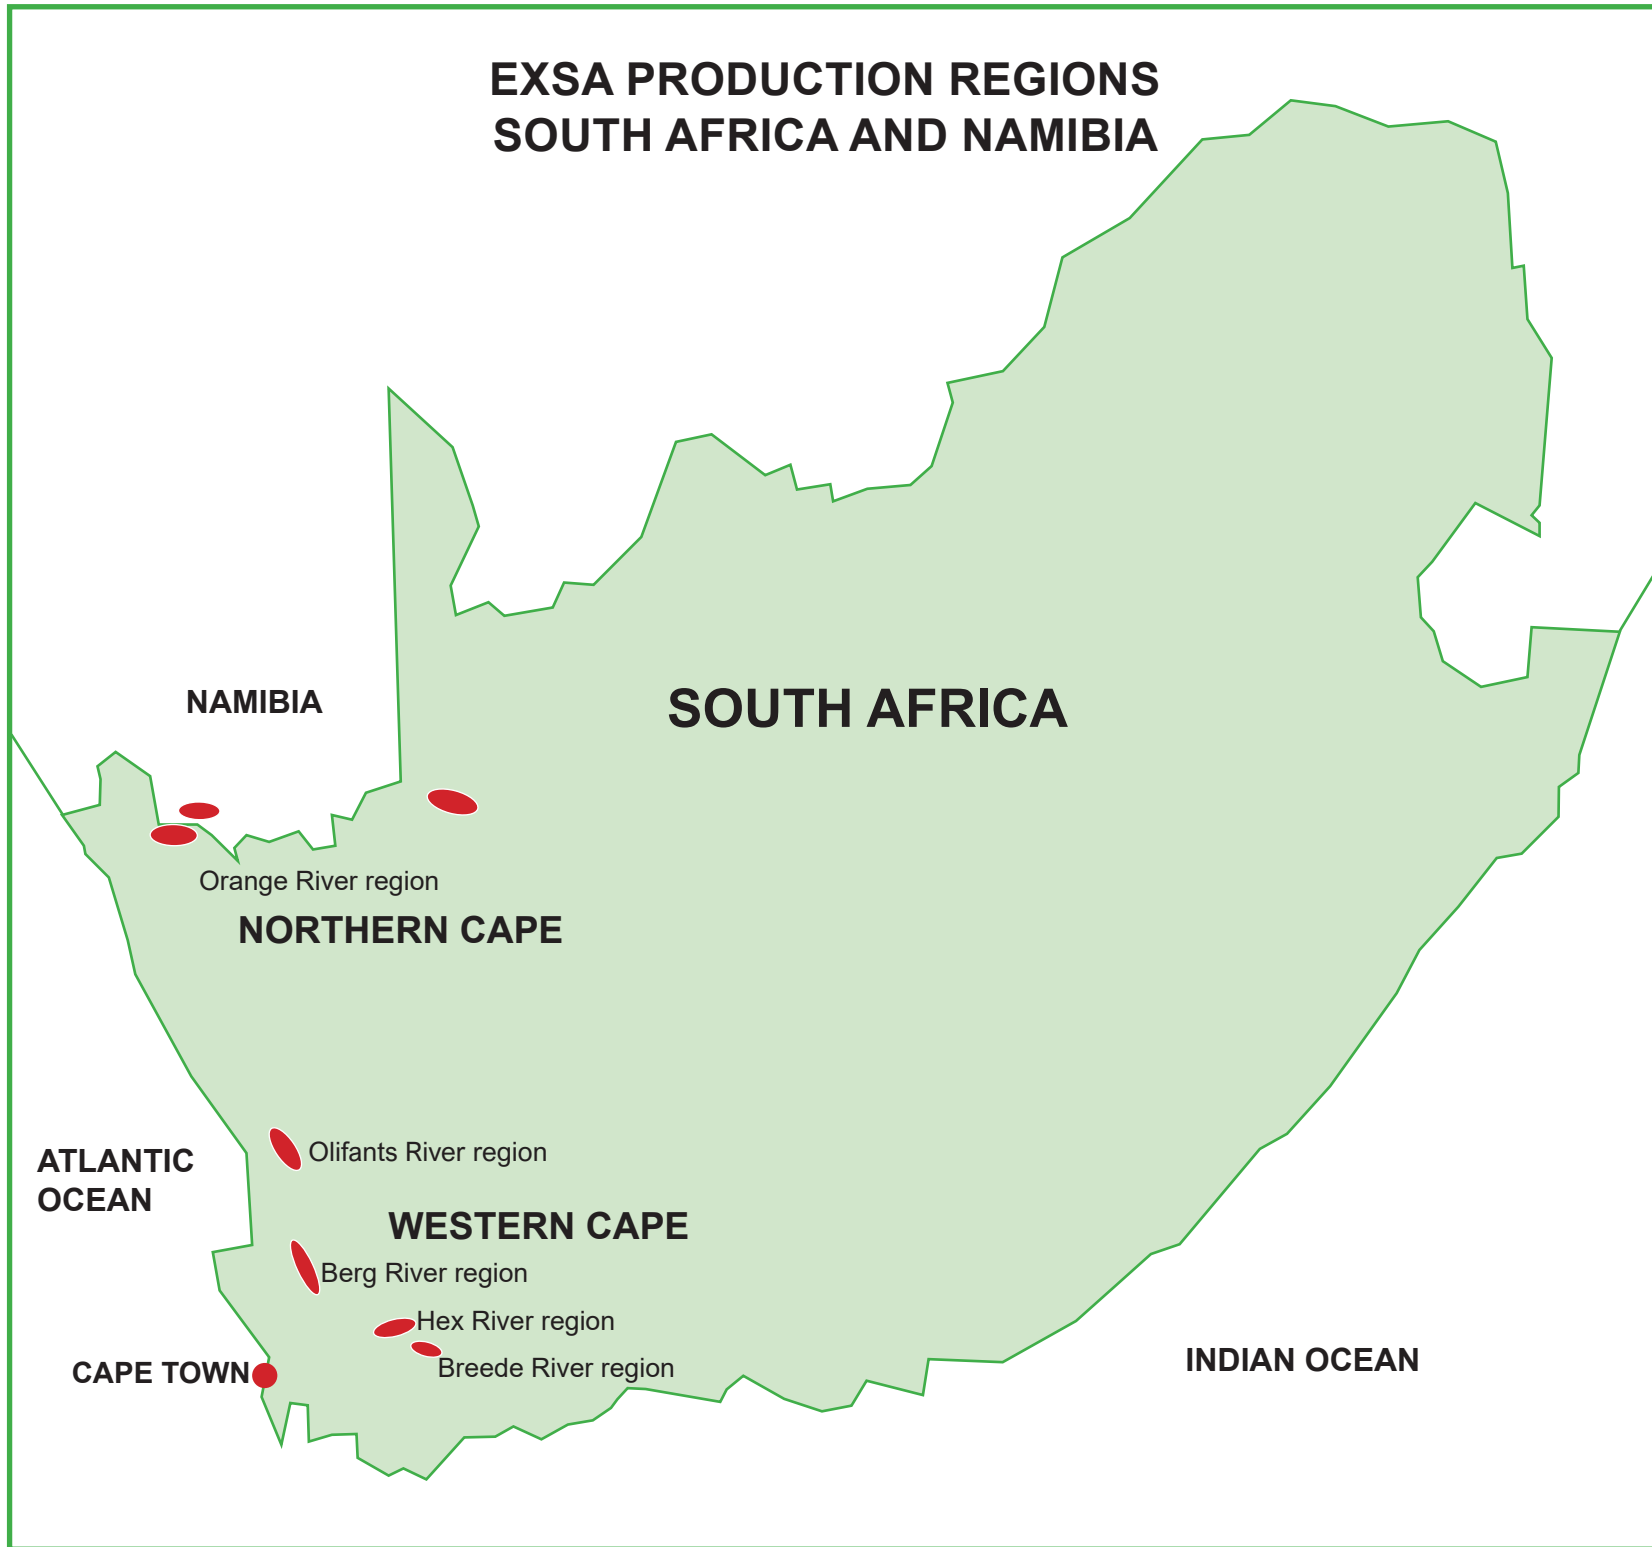 EXSA PRODUCTION REGIONS
SOUTH AFRICA AND NAMIBIA
NAMIBIA
SOUTH AFRICA
Orange River region
NORTHERN CAPE
ATLANTIC
OCEAN
Olifants River region
WESTERN CAPE
Berg River region
Hex River region
Breede River region
CAPE TOWN
INDIAN OCEAN